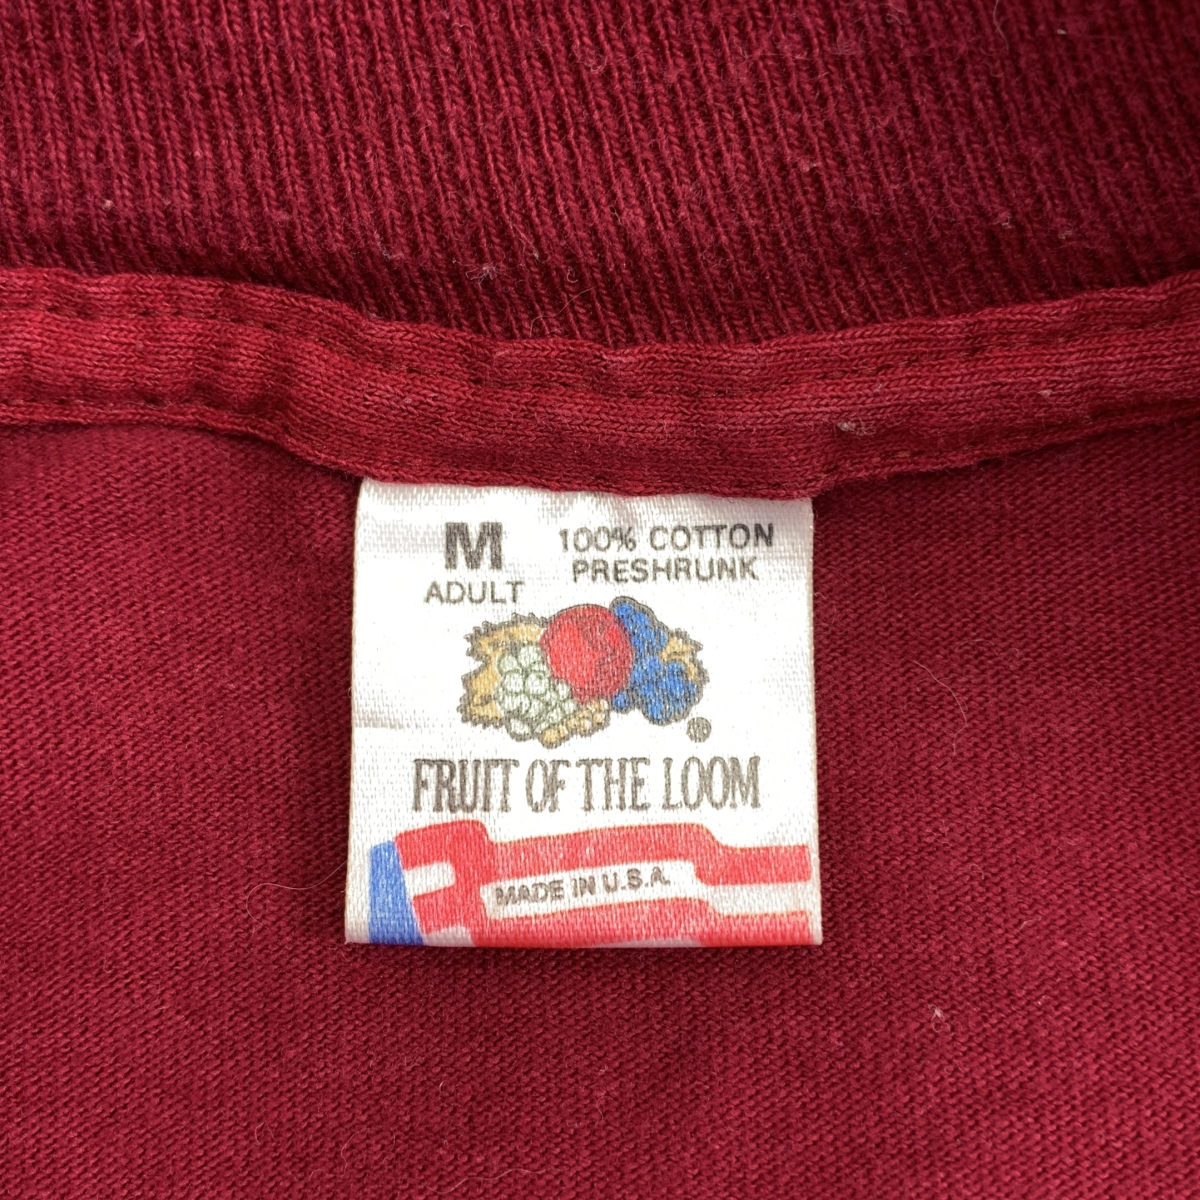 M
ADULT
100% COTTON
PRESHRUNK
®
FRUIT OF THE LOOM
MADE IN U.S.A.